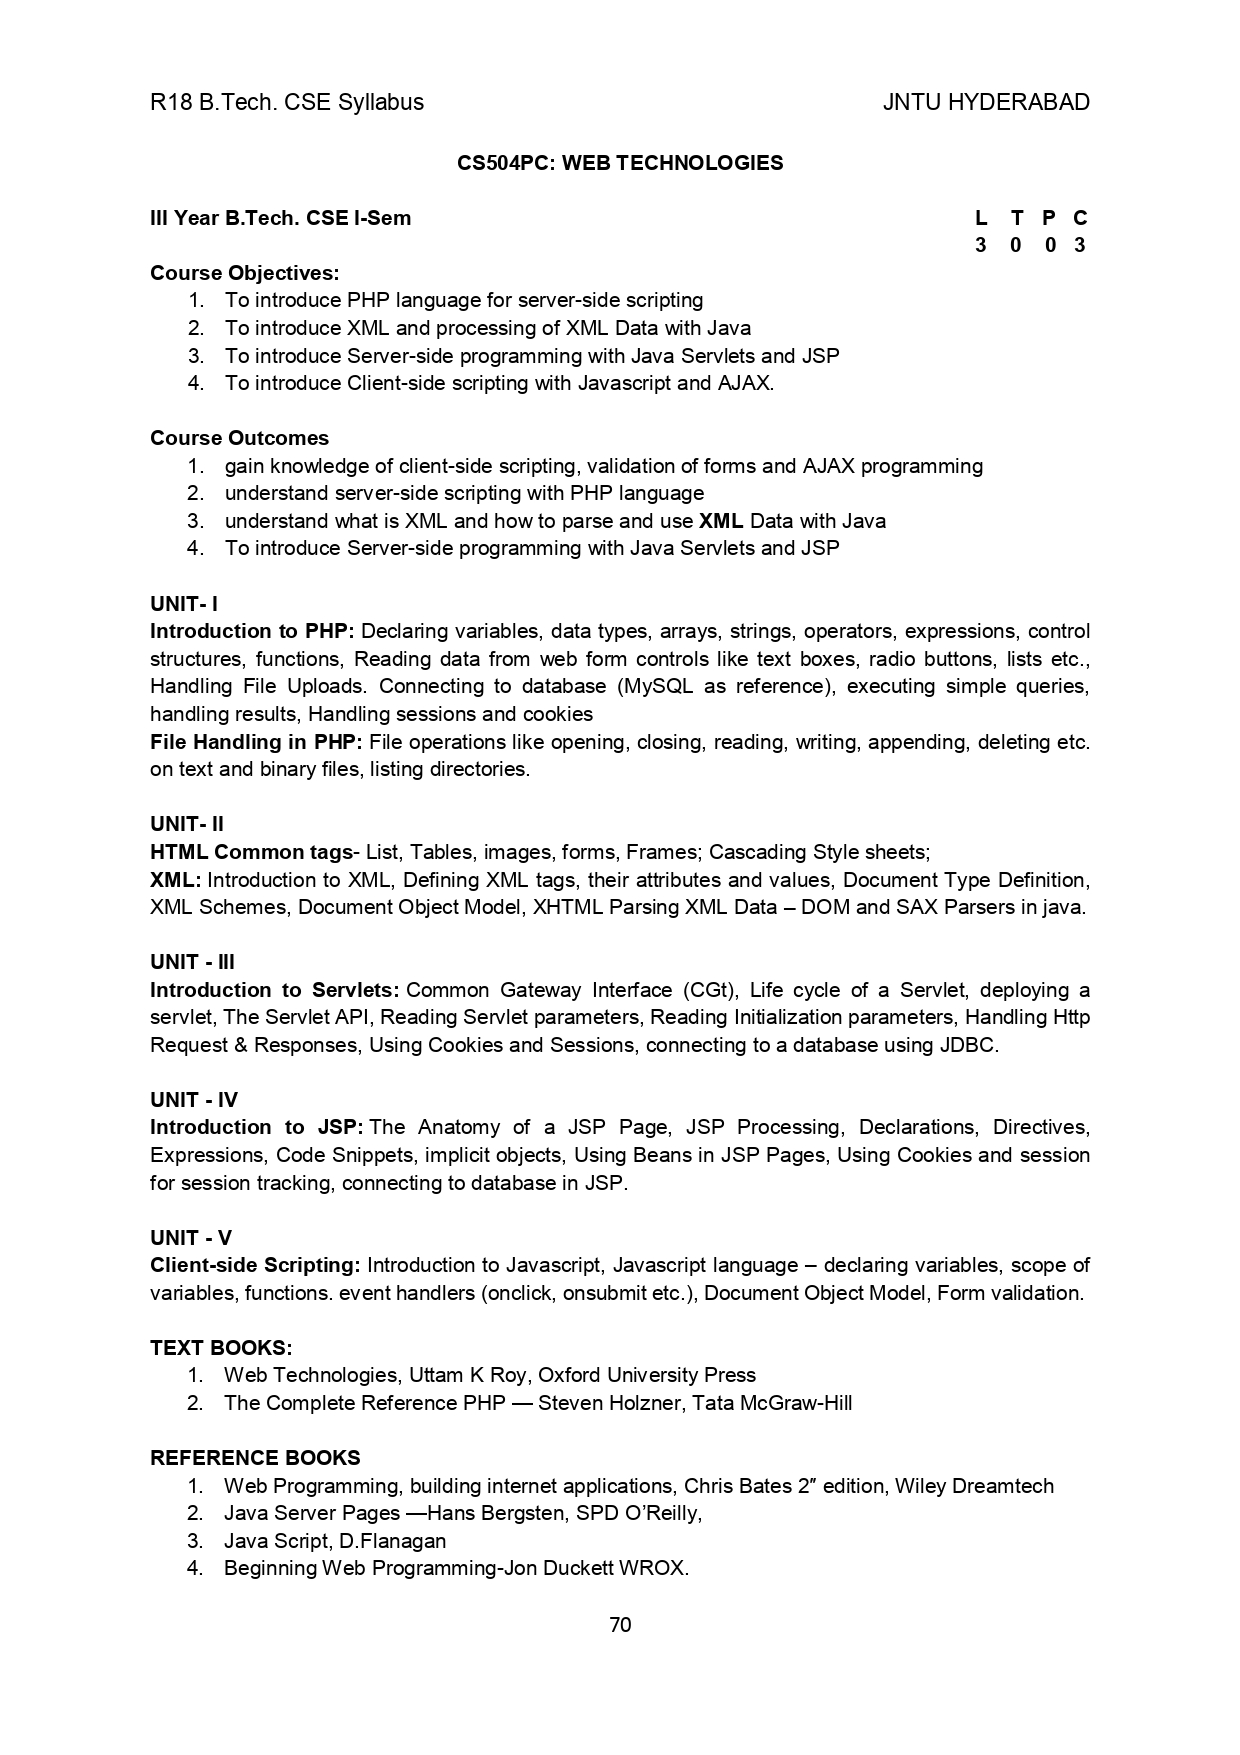 R18 B.Tech. CSE Syllabus JNTU HYDERABAD
CS504PC: WEB TECHNOLOGIES
III Year B.Tech. CSE I-Sem L T P C
3 0 0 3
Course Objectives:
1. To introduce PHP language for server-side scripting
2. To introduce XML and processing of XML Data with Java
3. To introduce Server-side programming with Java Servlets and JSP
4. To introduce Client-side scripting with Javascript and AJAX.
Course Outcomes
1. gain knowledge of client-side scripting, validation of forms and AJAX programming
2. understand server-side scripting with PHP language
3. understand what is XML and how to parse and use XML Data with Java
4. To introduce Server-side programming with Java Servlets and JSP
UNIT- I
Introduction to PHP: Declaring variables, data types, arrays, strings, operators, expressions, control
structures, functions, Reading data from web form controls like text boxes, radio buttons, lists etc.,
Handling File Uploads. Connecting to database (MySQL as reference), executing simple queries,
handling results, Handling sessions and cookies
File Handling in PHP: File operations like opening, closing, reading, writing, appending, deleting etc.
on text and binary files, listing directories.
UNIT- II
HTML Common tags- List, Tables, images, forms, Frames; Cascading Style sheets;
XML: Introduction to XML, Defining XML tags, their attributes and values, Document Type Definition,
XML Schemes, Document Object Model, XHTML Parsing XML Data – DOM and SAX Parsers in java.
UNIT - III
Introduction to Servlets: Common Gateway Interface (CGt), Life cycle of a Servlet, deploying a
servlet, The Servlet API, Reading Servlet parameters, Reading Initialization parameters, Handling Http
Request & Responses, Using Cookies and Sessions, connecting to a database using JDBC.
UNIT - IV
Introduction to JSP: The Anatomy of a JSP Page, JSP Processing, Declarations, Directives,
Expressions, Code Snippets, implicit objects, Using Beans in JSP Pages, Using Cookies and session
for session tracking, connecting to database in JSP.
UNIT - V
Client-side Scripting: Introduction to Javascript, Javascript language – declaring variables, scope of
variables, functions. event handlers (onclick, onsubmit etc.), Document Object Model, Form validation.
TEXT BOOKS:
1. Web Technologies, Uttam K Roy, Oxford University Press
2. The Complete Reference PHP — Steven Holzner, Tata McGraw-Hill
REFERENCE BOOKS
1. Web Programming, building internet applications, Chris Bates 2″ edition, Wiley Dreamtech
2. Java Server Pages —Hans Bergsten, SPD O’Reilly,
3. Java Script, D.Flanagan
4. Beginning Web Programming-Jon Duckett WROX.
70